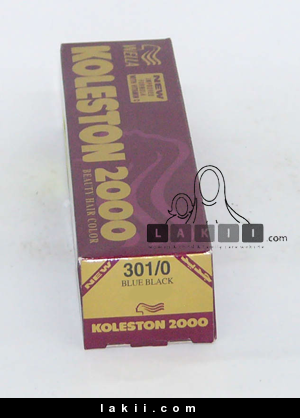 WELLA
KOLESTON 2000
BEAUTY HAIR COLOR
NEW
LAKII.com
NEW
301/0
BLUE BLACK
KOLESTON 2000
lakii.com